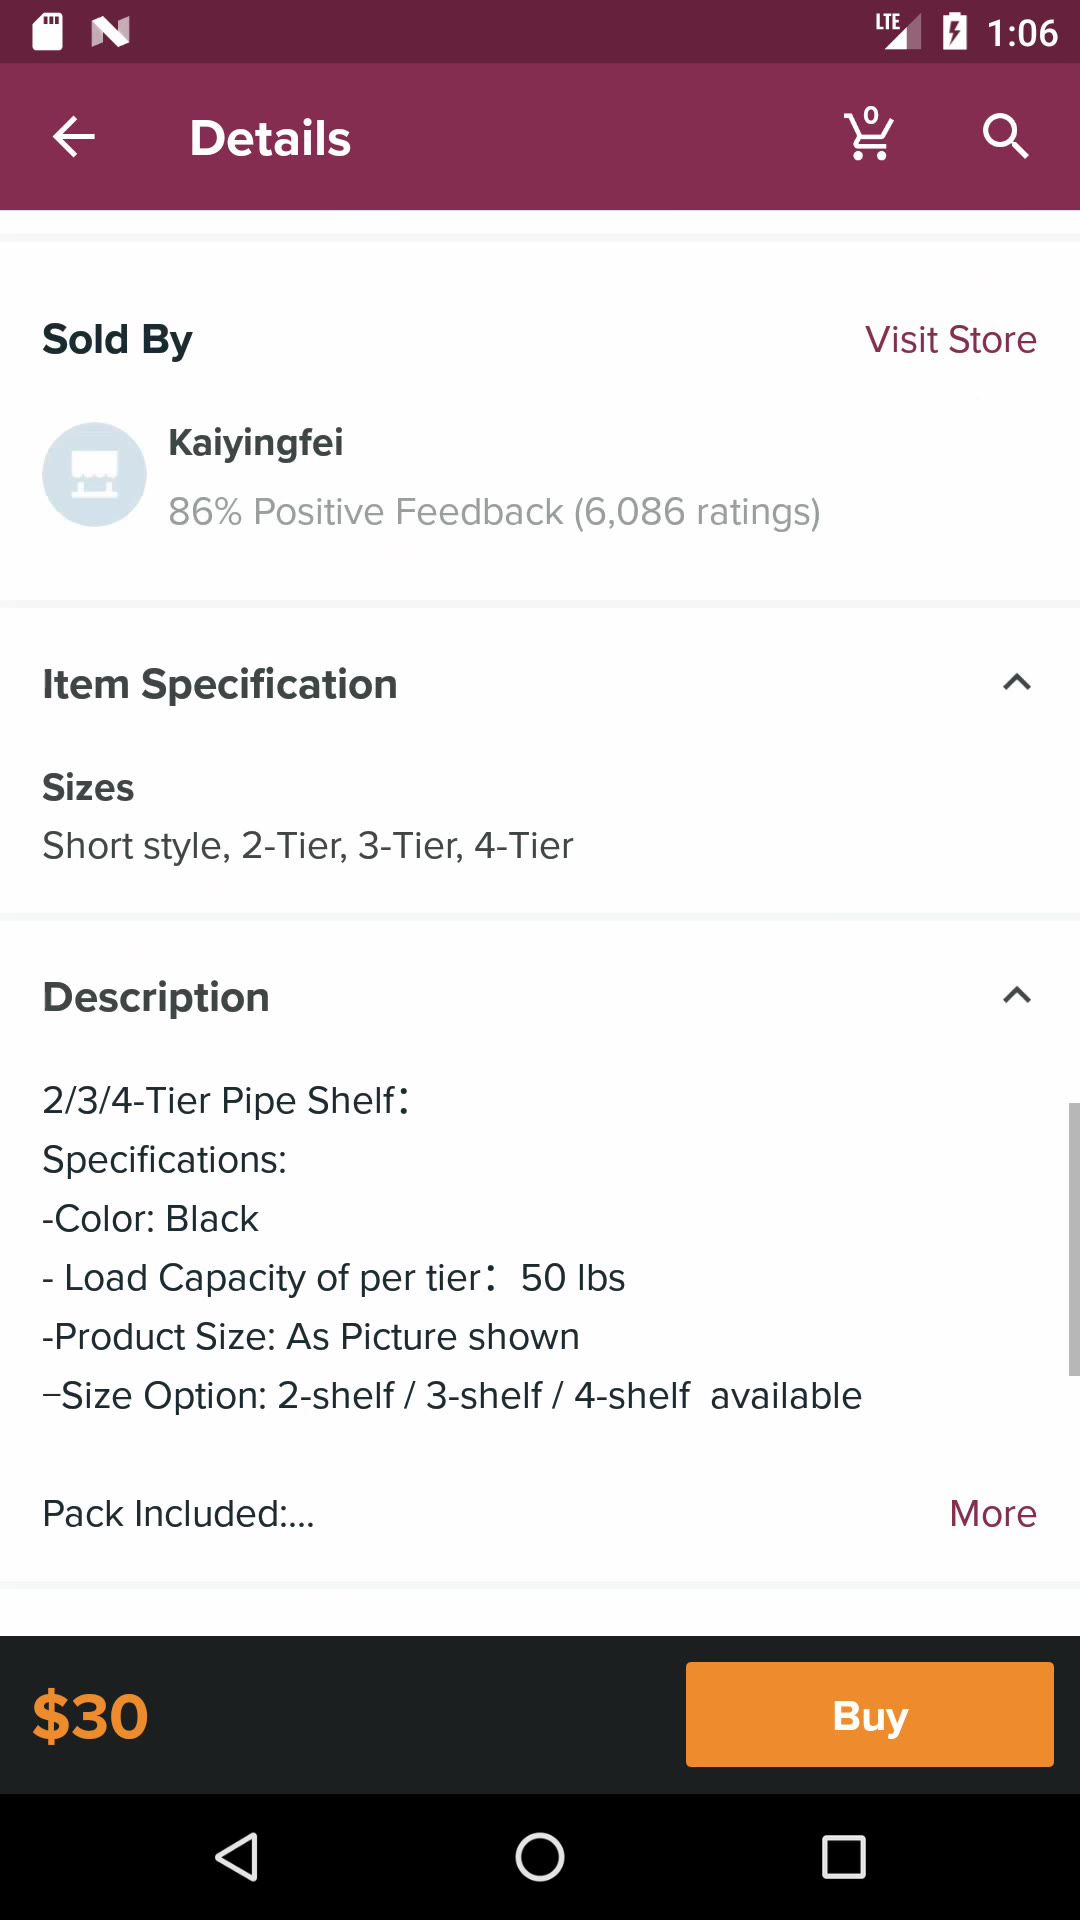 LTE 1:06
Details 0
Sold By Visit Store
Kaiyingfei
86% Positive Feedback (6,086 ratings)
Item Specification
Sizes
Short style, 2-Tier, 3-Tier, 4-Tier
Description
2/3/4-Tier Pipe Shelf：
Specifications:
-Color: Black
- Load Capacity of per tier：50 lbs
-Product Size: As Picture shown
–Size Option: 2-shelf / 3-shelf / 4-shelf  available
Pack Included:... More
$30 Buy